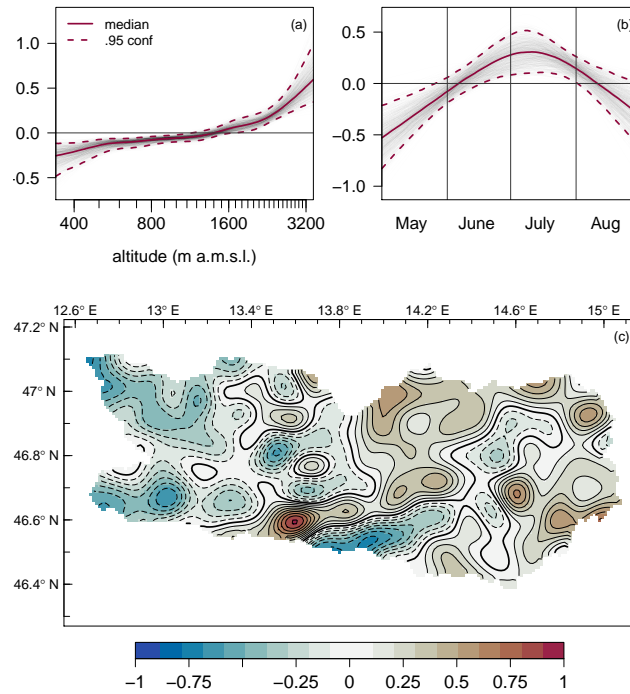 (a)
median
.95 conf
1.0
0.5
0.0
-0.5
400 800 1600 3200
altitude (m a.m.s.l.)
(b)
0.5
0.0
−0.5
−1.0
May June July Aug
12.6° E 13° E 13.4° E 13.8° E 14.2° E 14.6° E 15° E
(c)
47.2° N
47° N
46.8° N
46.6° N
46.4° N
−1 −0.75 −0.25 0 0.25 0.5 0.75 1